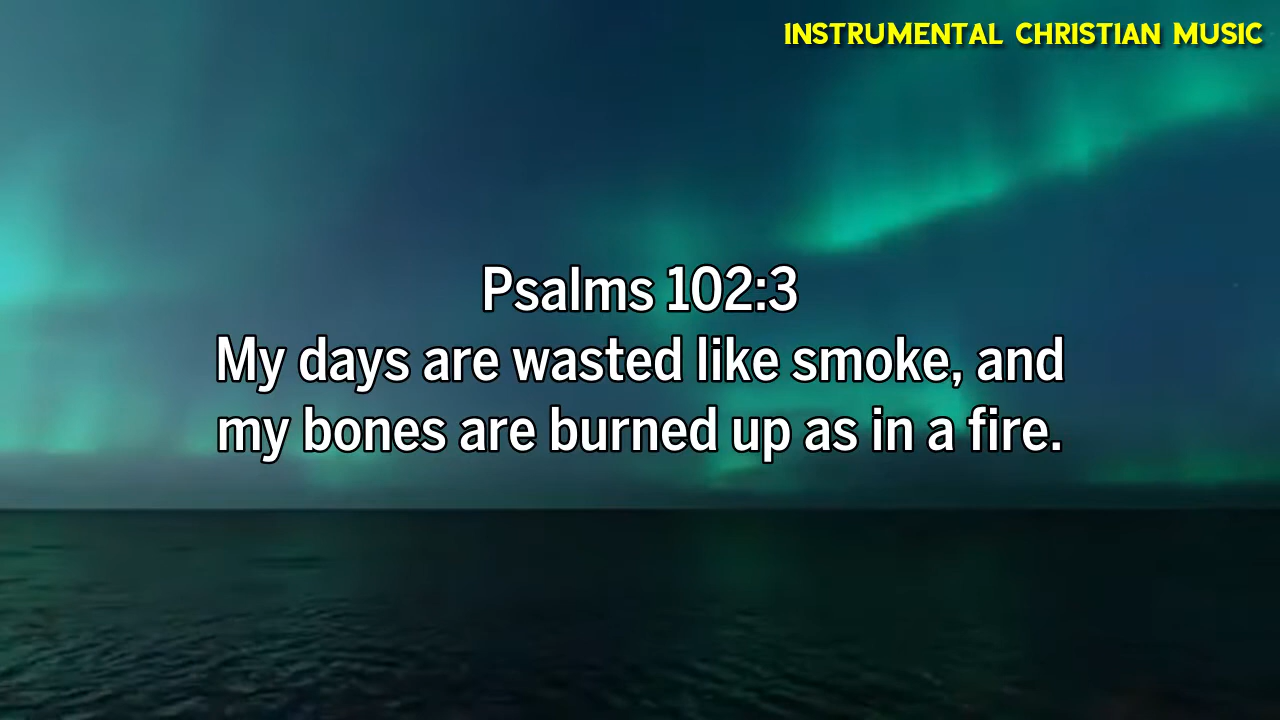 INSTRUMENTAL CHRISTIAN MUSIC
Psalms 102:3
My days are wasted like smoke, and
my bones are burned up as in a fire.